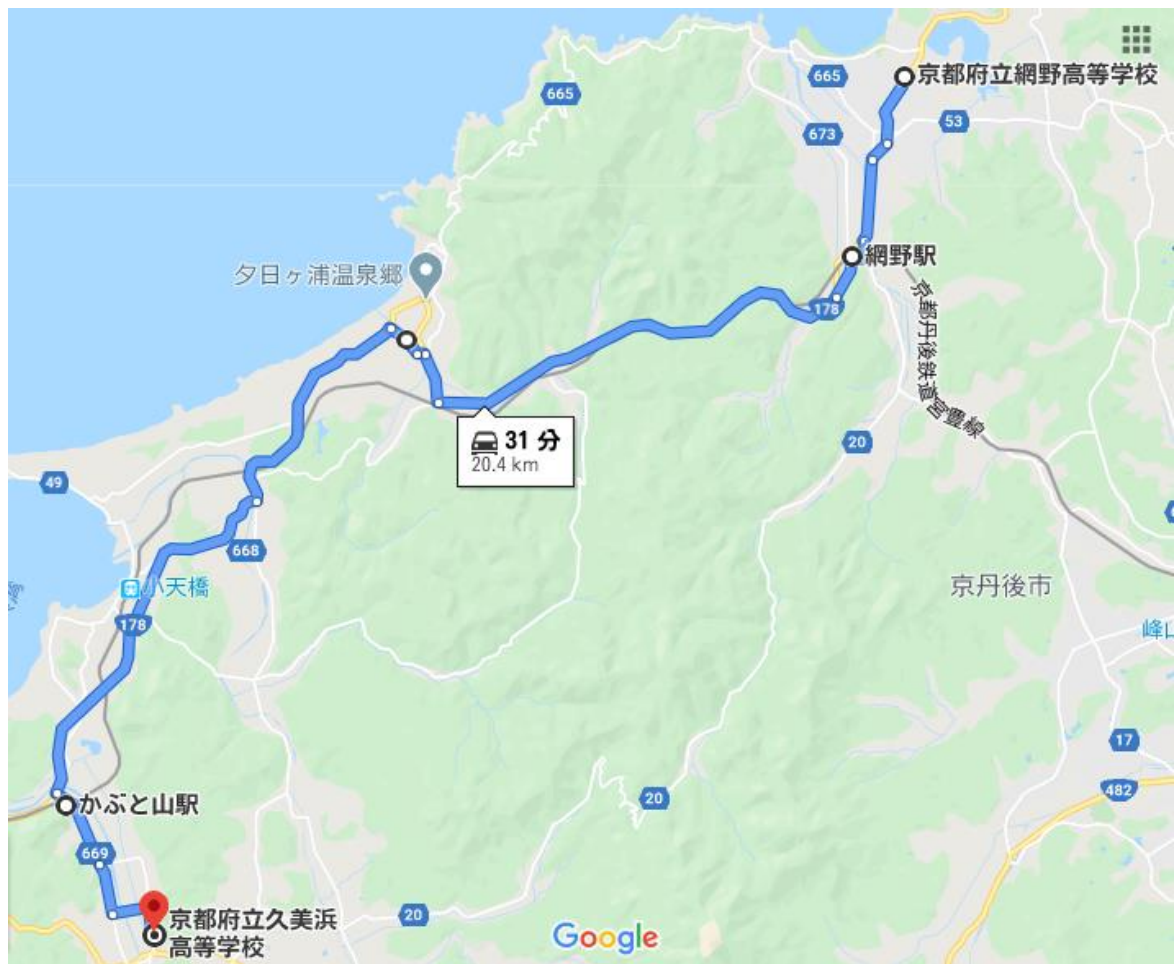 京都府立網野高等学校
665
665
53
673
網野駅
夕日ヶ浦温泉郷
178
京都丹後鉄道宮豊線
31 分
20.4 km
20
49
668
小天橋
京丹後市
178
峰山
17
かぶと山駅
20
482
669
京都府立久美浜
高等学校
20
Google